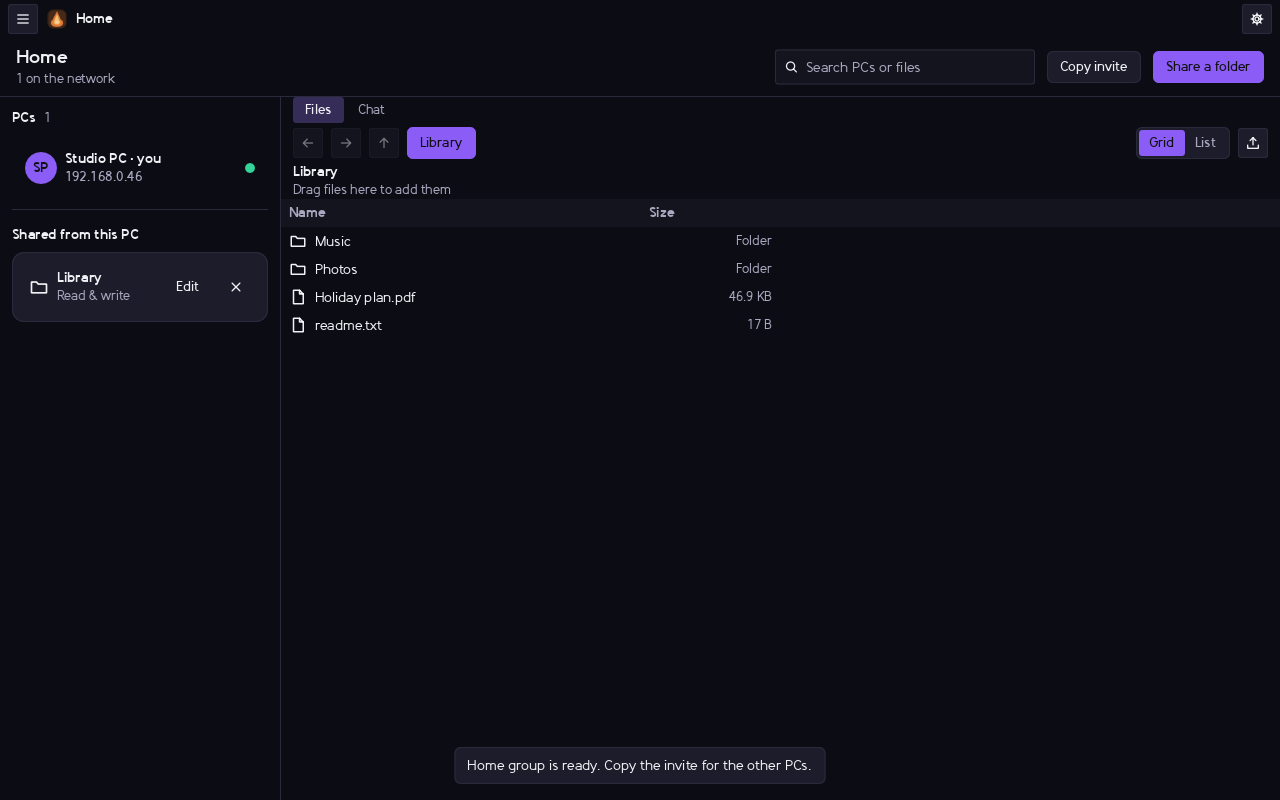 Home
Home
1 on the network
Search PCs or files
Copy invite
Share a folder
PCs 1
SP
Studio PC · you
192.168.0.46
Shared from this PC
Library
Read & write
Edit
Files
Chat
Library
Grid
List
Library
Drag files here to add them
Name
Size
Music
Folder
Photos
Folder
Holiday plan.pdf
46.9 KB
readme.txt
17 B
Home group is ready. Copy the invite for the other PCs.